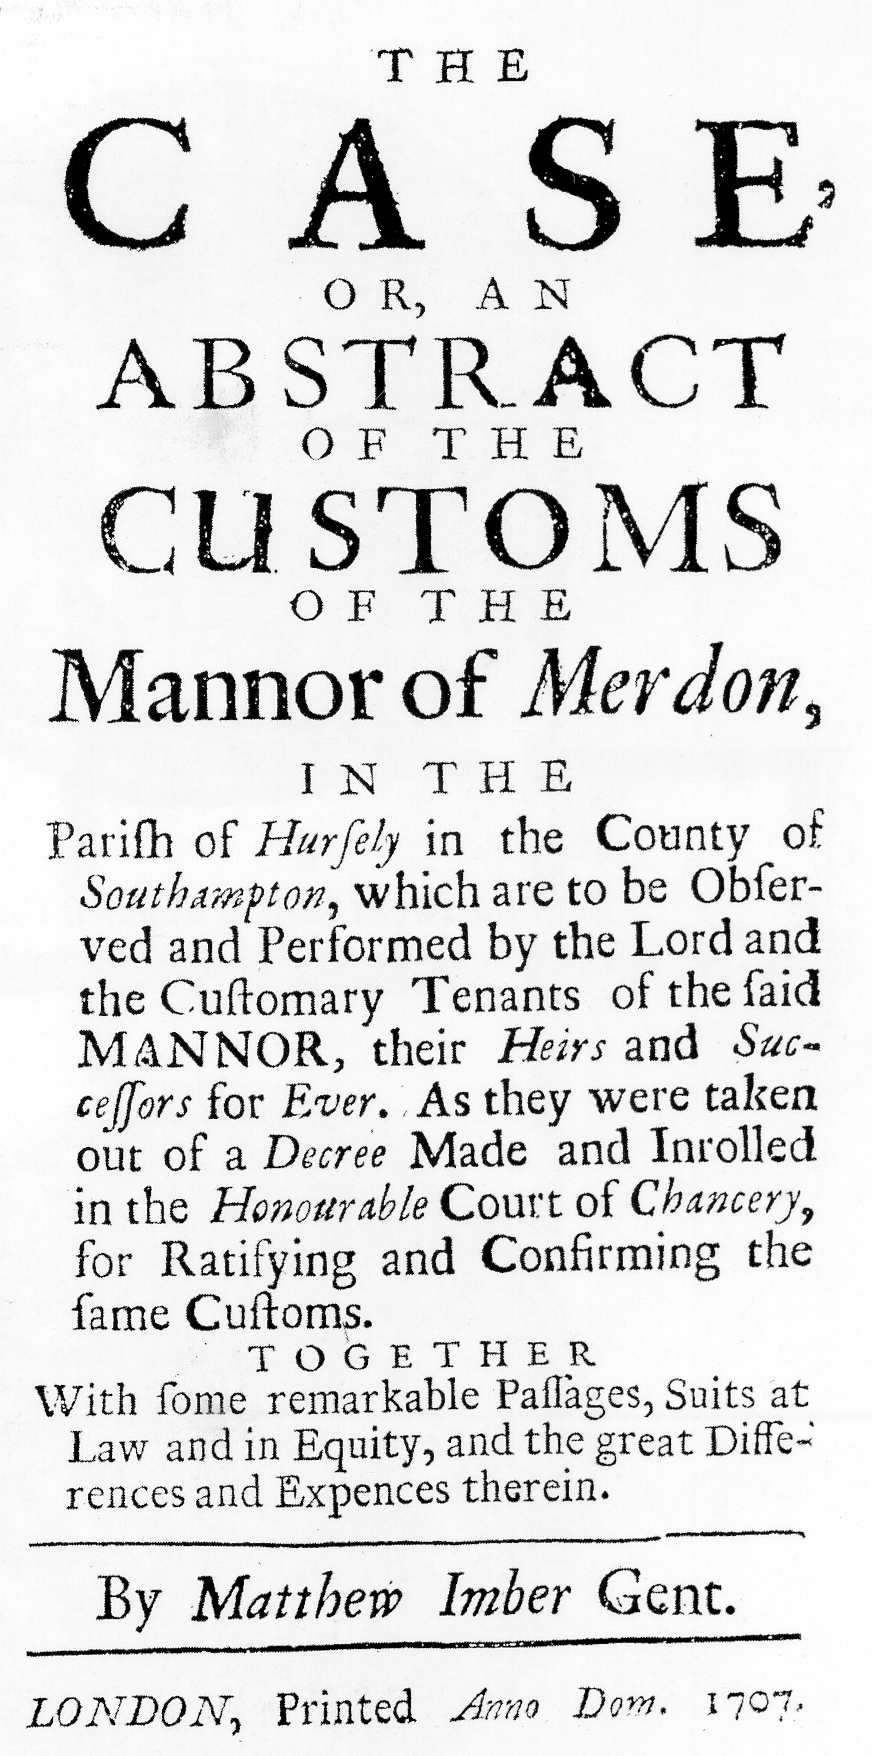 THE
CASE,
OR, AN
ABSTRACT
OF THE
CUSTOMS
OF THE
Mannor of Merdon,
IN THE
Pariſh of Hurſely in the County of
Southampton, which are to be Obſer-
ved and Performed by the Lord and
the Cuſtomary Tenants of the ſaid
MANNOR, their Heirs and Suc-
ceſſors for Ever. As they were taken
out of a Decree Made and Inrolled
in the Honourable Court of Chancery,
for Ratifying and Confirming the
ſame Cuſtoms.
TOGETHER
With ſome remarkable Paſſages, Suits at
Law and in Equity, and the great Diffe-
rences and Expences therein.
By Matthew Imber Gent.
LONDON, Printed Anno Dom. 1707.